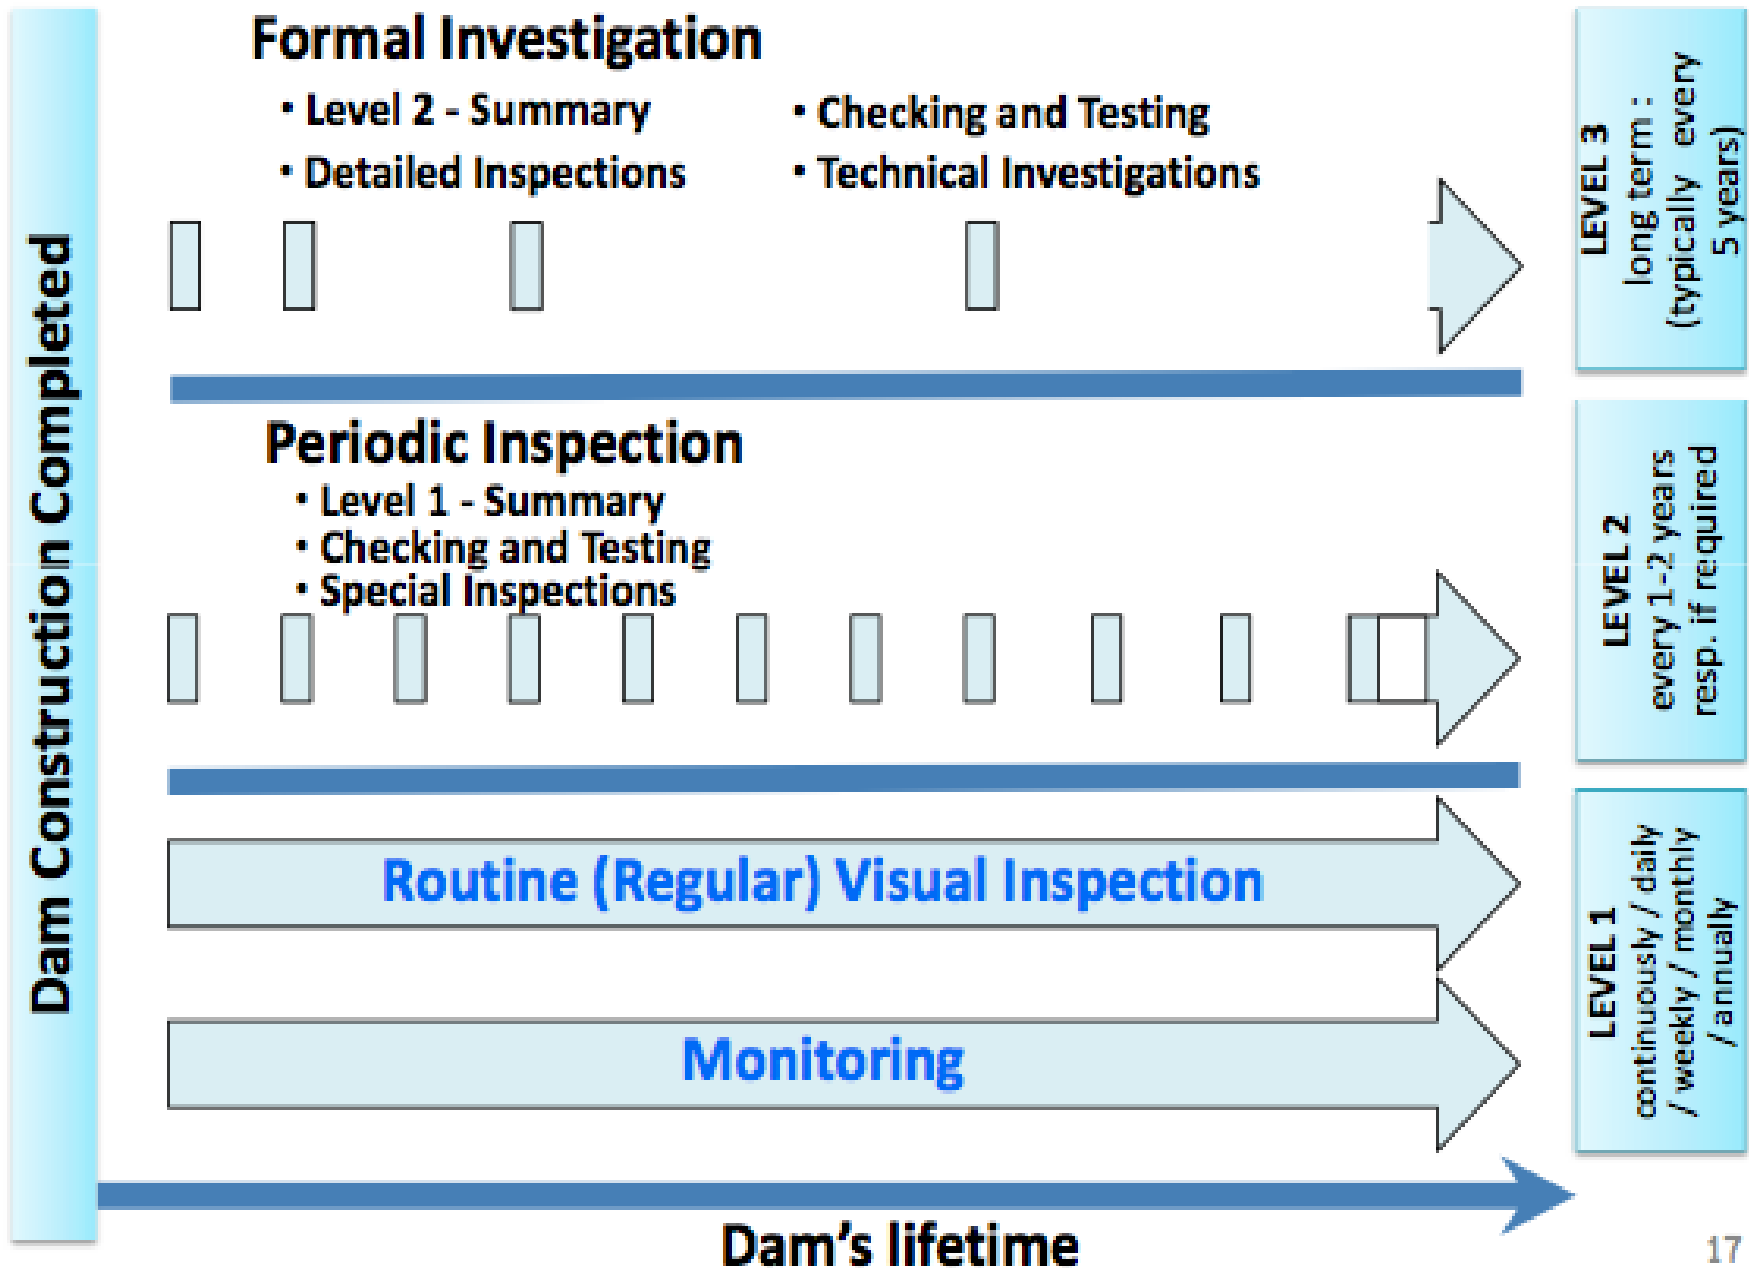 Dam Construction Completed
Formal Investigation
• Level 2 - Summary
• Detailed Inspections
• Checking and Testing
• Technical Investigations
LEVEL 3
long term :
(typically every
5 years)
Periodic Inspection
• Level 1 - Summary
• Checking and Testing
• Special Inspections
LEVEL 2
every 1-2 years
resp. if required
Routine (Regular) Visual Inspection
Monitoring
LEVEL 1
continuously / daily
/ weekly / monthly
/ annually
Dam's lifetime
17